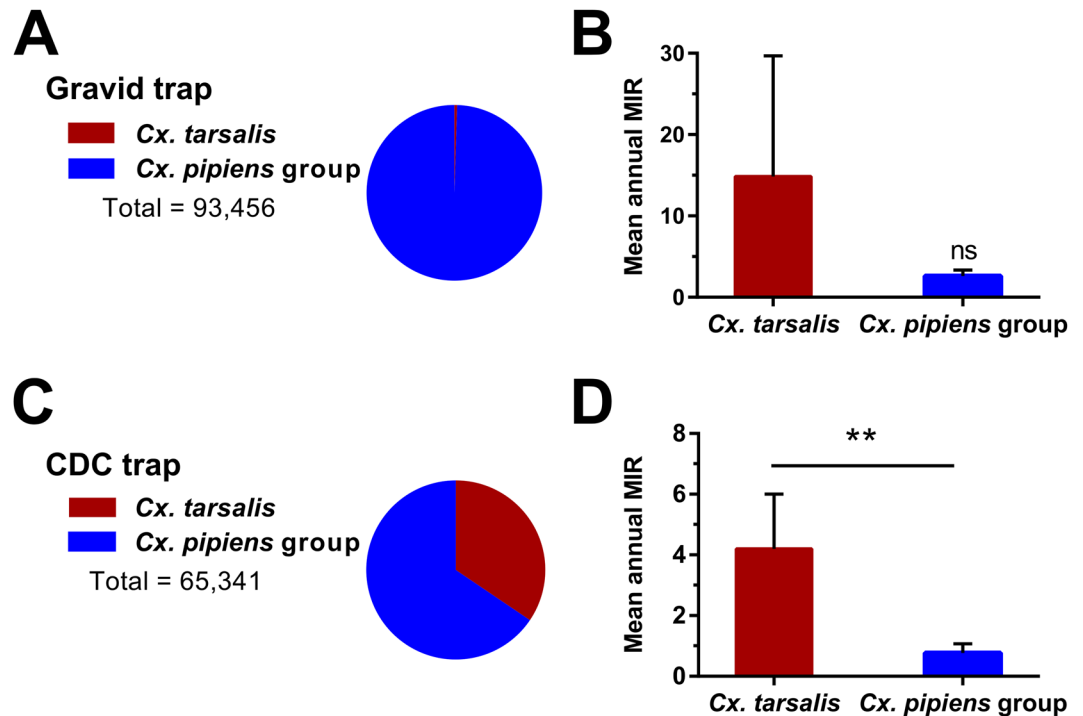 A
Gravid trap
Cx. tarsalis
Cx. pipiens group
Total = 93,456
B
Mean annual MIR
30
20
10
0
ns
Cx. tarsalis Cx. pipiens group
C
CDC trap
Cx. tarsalis
Cx. pipiens group
Total = 65,341
D
Mean annual MIR
8
6
4
2
0
**
Cx. tarsalis Cx. pipiens group